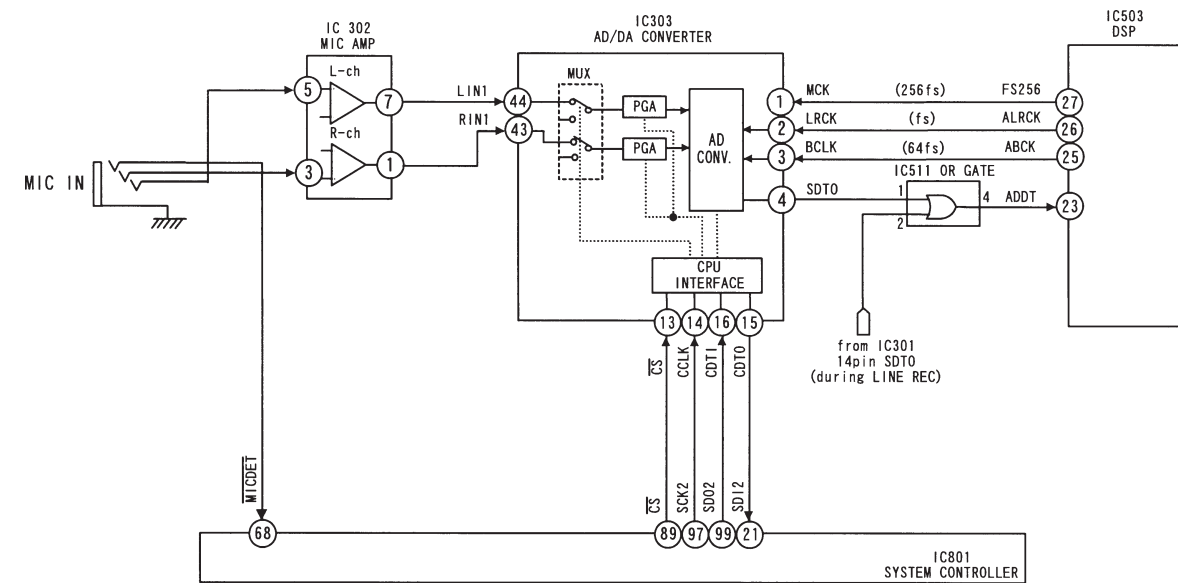 IC 302
MIC AMP
IC303
AD/DA CONVERTER
IC503
DSP
L-ch
MUX
5
7
LIN1
44
PGA
1
MCK
(256fs)
FS256
27
R-ch
RIN1
43
AD
CONV.
2
LRCK
(fs)
ALRCK
26
PGA
3
BCLK
(64fs)
ABCK
25
MIC IN
3
1
IC511 OR GATE
4
SDTO
1
4
ADDT
23
2
CPU
INTERFACE
13
14
16
15
from IC301
14pin SDTO
(during LINE REC)
CS
CCLK
CDTI
CDTO
MICDET
CS
SCK2
SDO2
SDI2
68
89
97
99
21
IC801
SYSTEM CONTROLLER